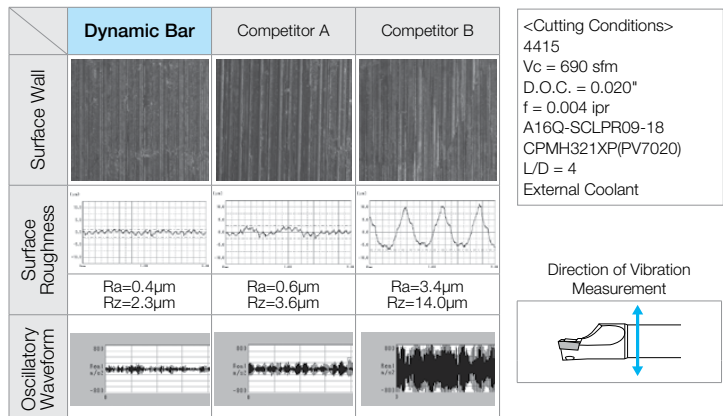 Dynamic Bar
Competitor A
Competitor B
Surface Wall
Surface
Roughness
Ra=0.4µm
Rz=2.3µm
Ra=0.6µm
Rz=3.6µm
Ra=3.4µm
Rz=14.0µm
Oscillatory
Waveform
<Cutting Conditions>
4415
Vc = 690 sfm
D.O.C. = 0.020"
f = 0.004 ipr
A16Q-SCLPR09-18
CPMH321XP(PV7020)
L/D = 4
External Coolant
Direction of Vibration
Measurement